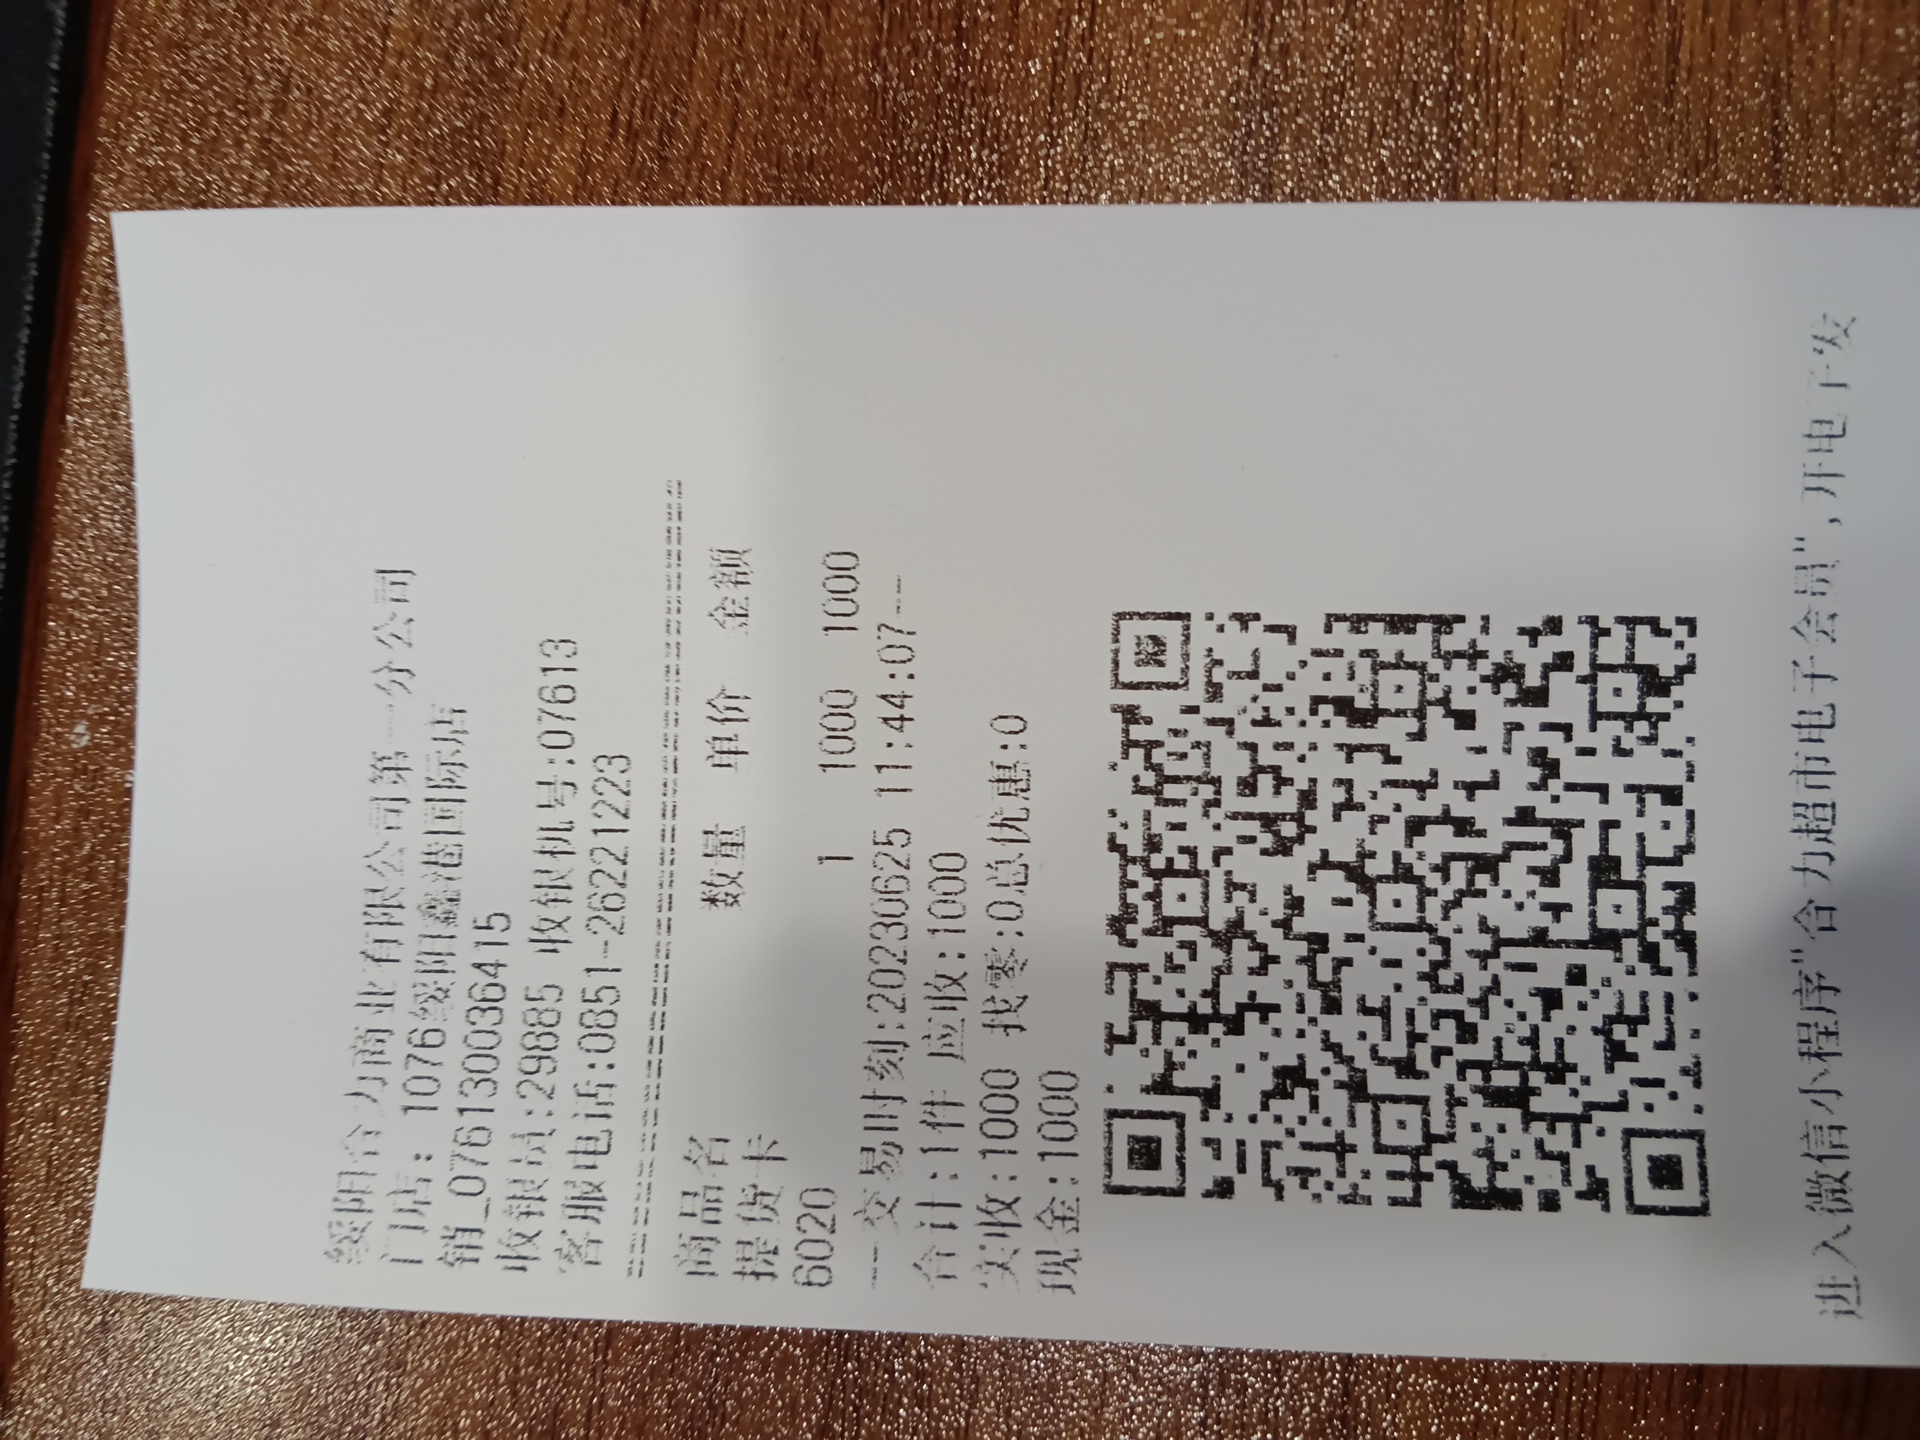 绥阳合力商业有限公司第一分公司
门店: 1076绥阳鑫港国际店
销_076130036415
收银员:29885 收银机号:07613
客服电话:0851-26221223
商品名 数量 单价 金额
提货卡
6020 1 1000 1000
---交易时刻:20230625 11:44:07---
合计:1件 应收:1000
实收:1000 找零:0总优惠:0
现金:1000
进入微信小程序"合力超市电子会员",开电子发